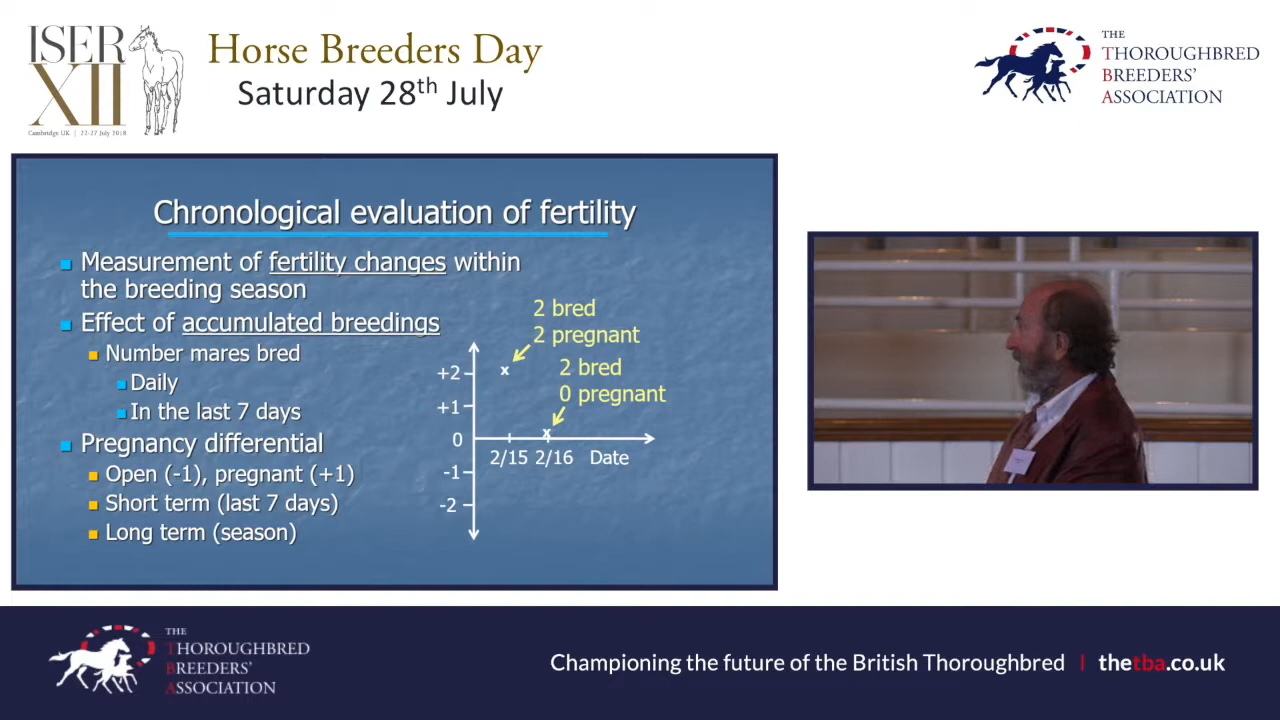 ISER
XII
Cambridge UK | 22-27 July 2018
Horse Breeders Day
Saturday 28th July
THE
THOROUGHBRED
BREEDERS'
ASSOCIATION
Chronological evaluation of fertility
Measurement of fertility changes within
the breeding season
Effect of accumulated breedings
Number mares bred
Daily
In the last 7 days
Pregnancy differential
Open (-1), pregnant (+1)
Short term (last 7 days)
Long term (season)
2 bred
2 pregnant
2 bred
0 pregnant
+2
x
+1
0
x
2/15 2/16 Date
-1
-2
THE
THOROUGHBRED
BREEDERS'
ASSOCIATION
Championing the future of the British Thoroughbred | thetba.co.uk